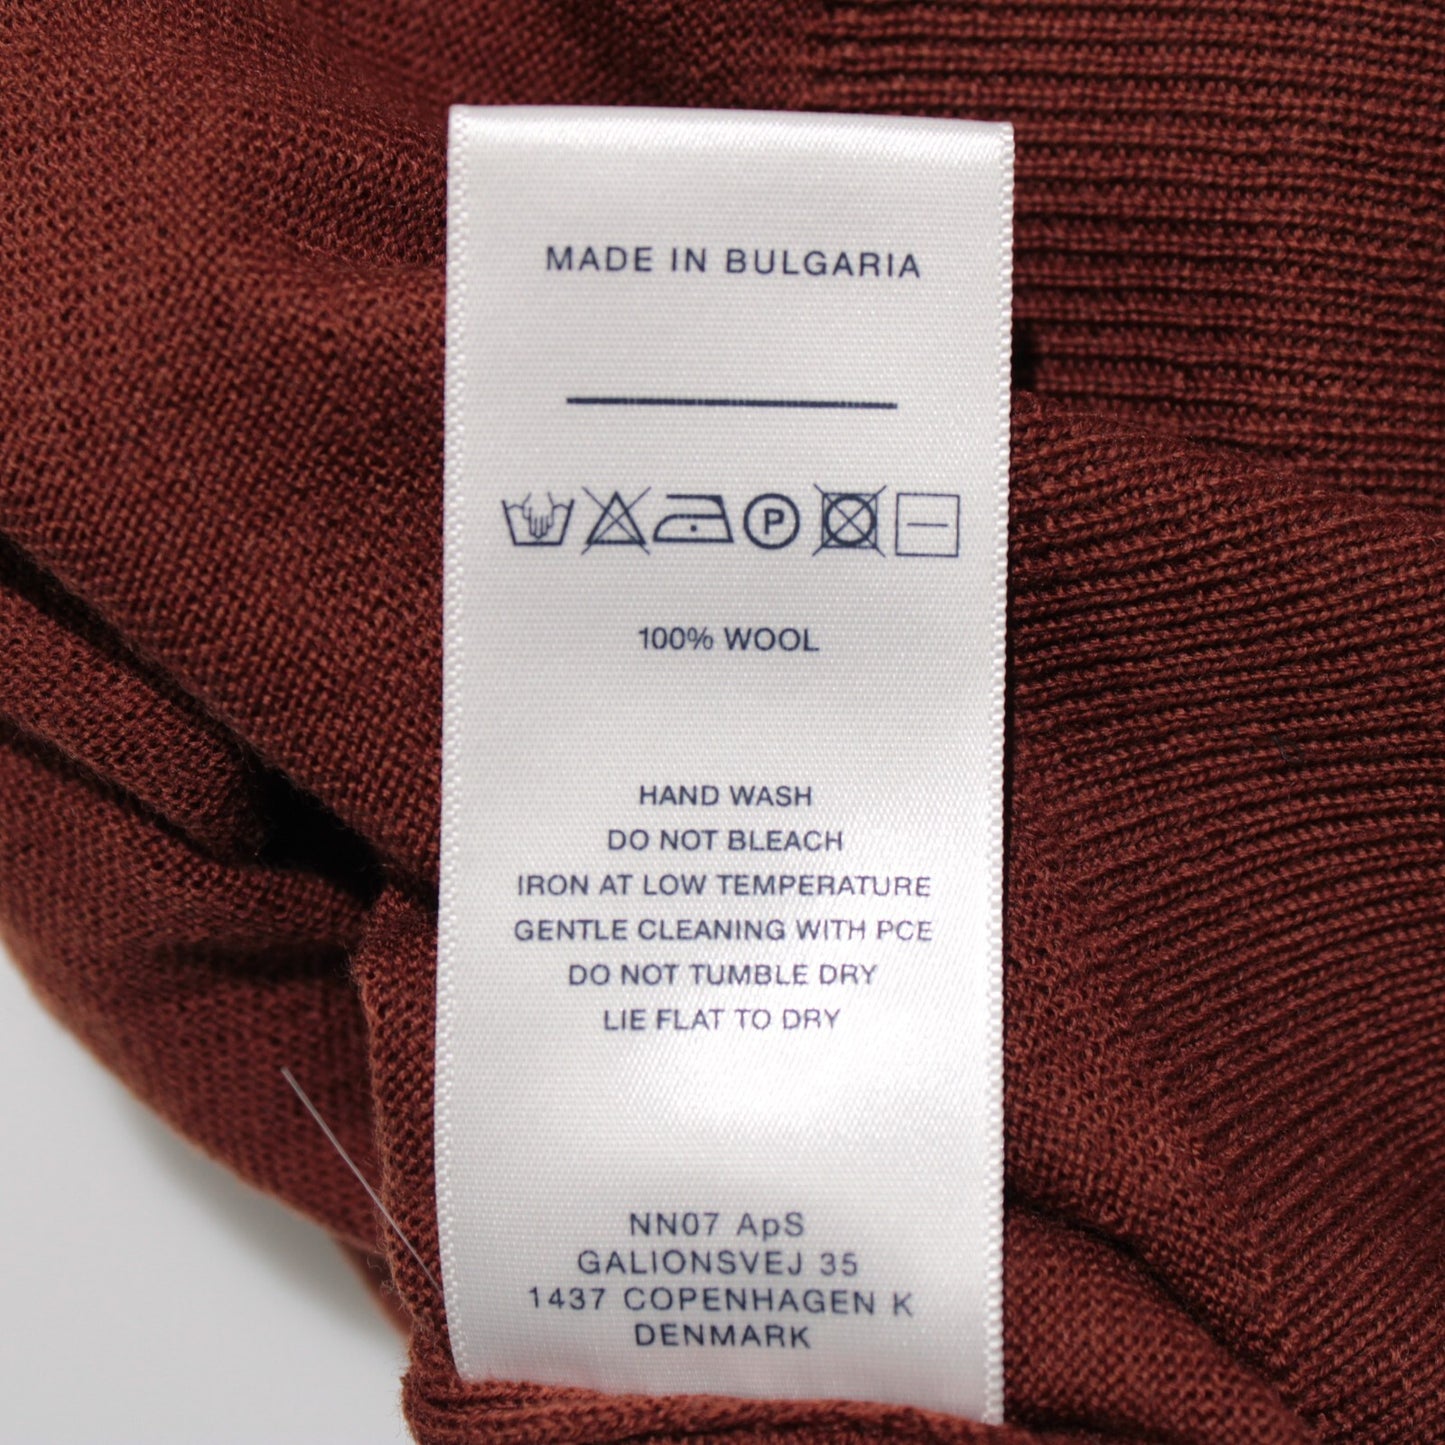 MADE IN BULGARIA
P
100% WOOL
HAND WASH
DO NOT BLEACH
IRON AT LOW TEMPERATURE
GENTLE CLEANING WITH PCE
DO NOT TUMBLE DRY
LIE FLAT TO DRY
NN07 ApS
GALIONSVEJ 35
1437 COPENHAGEN K
DENMARK